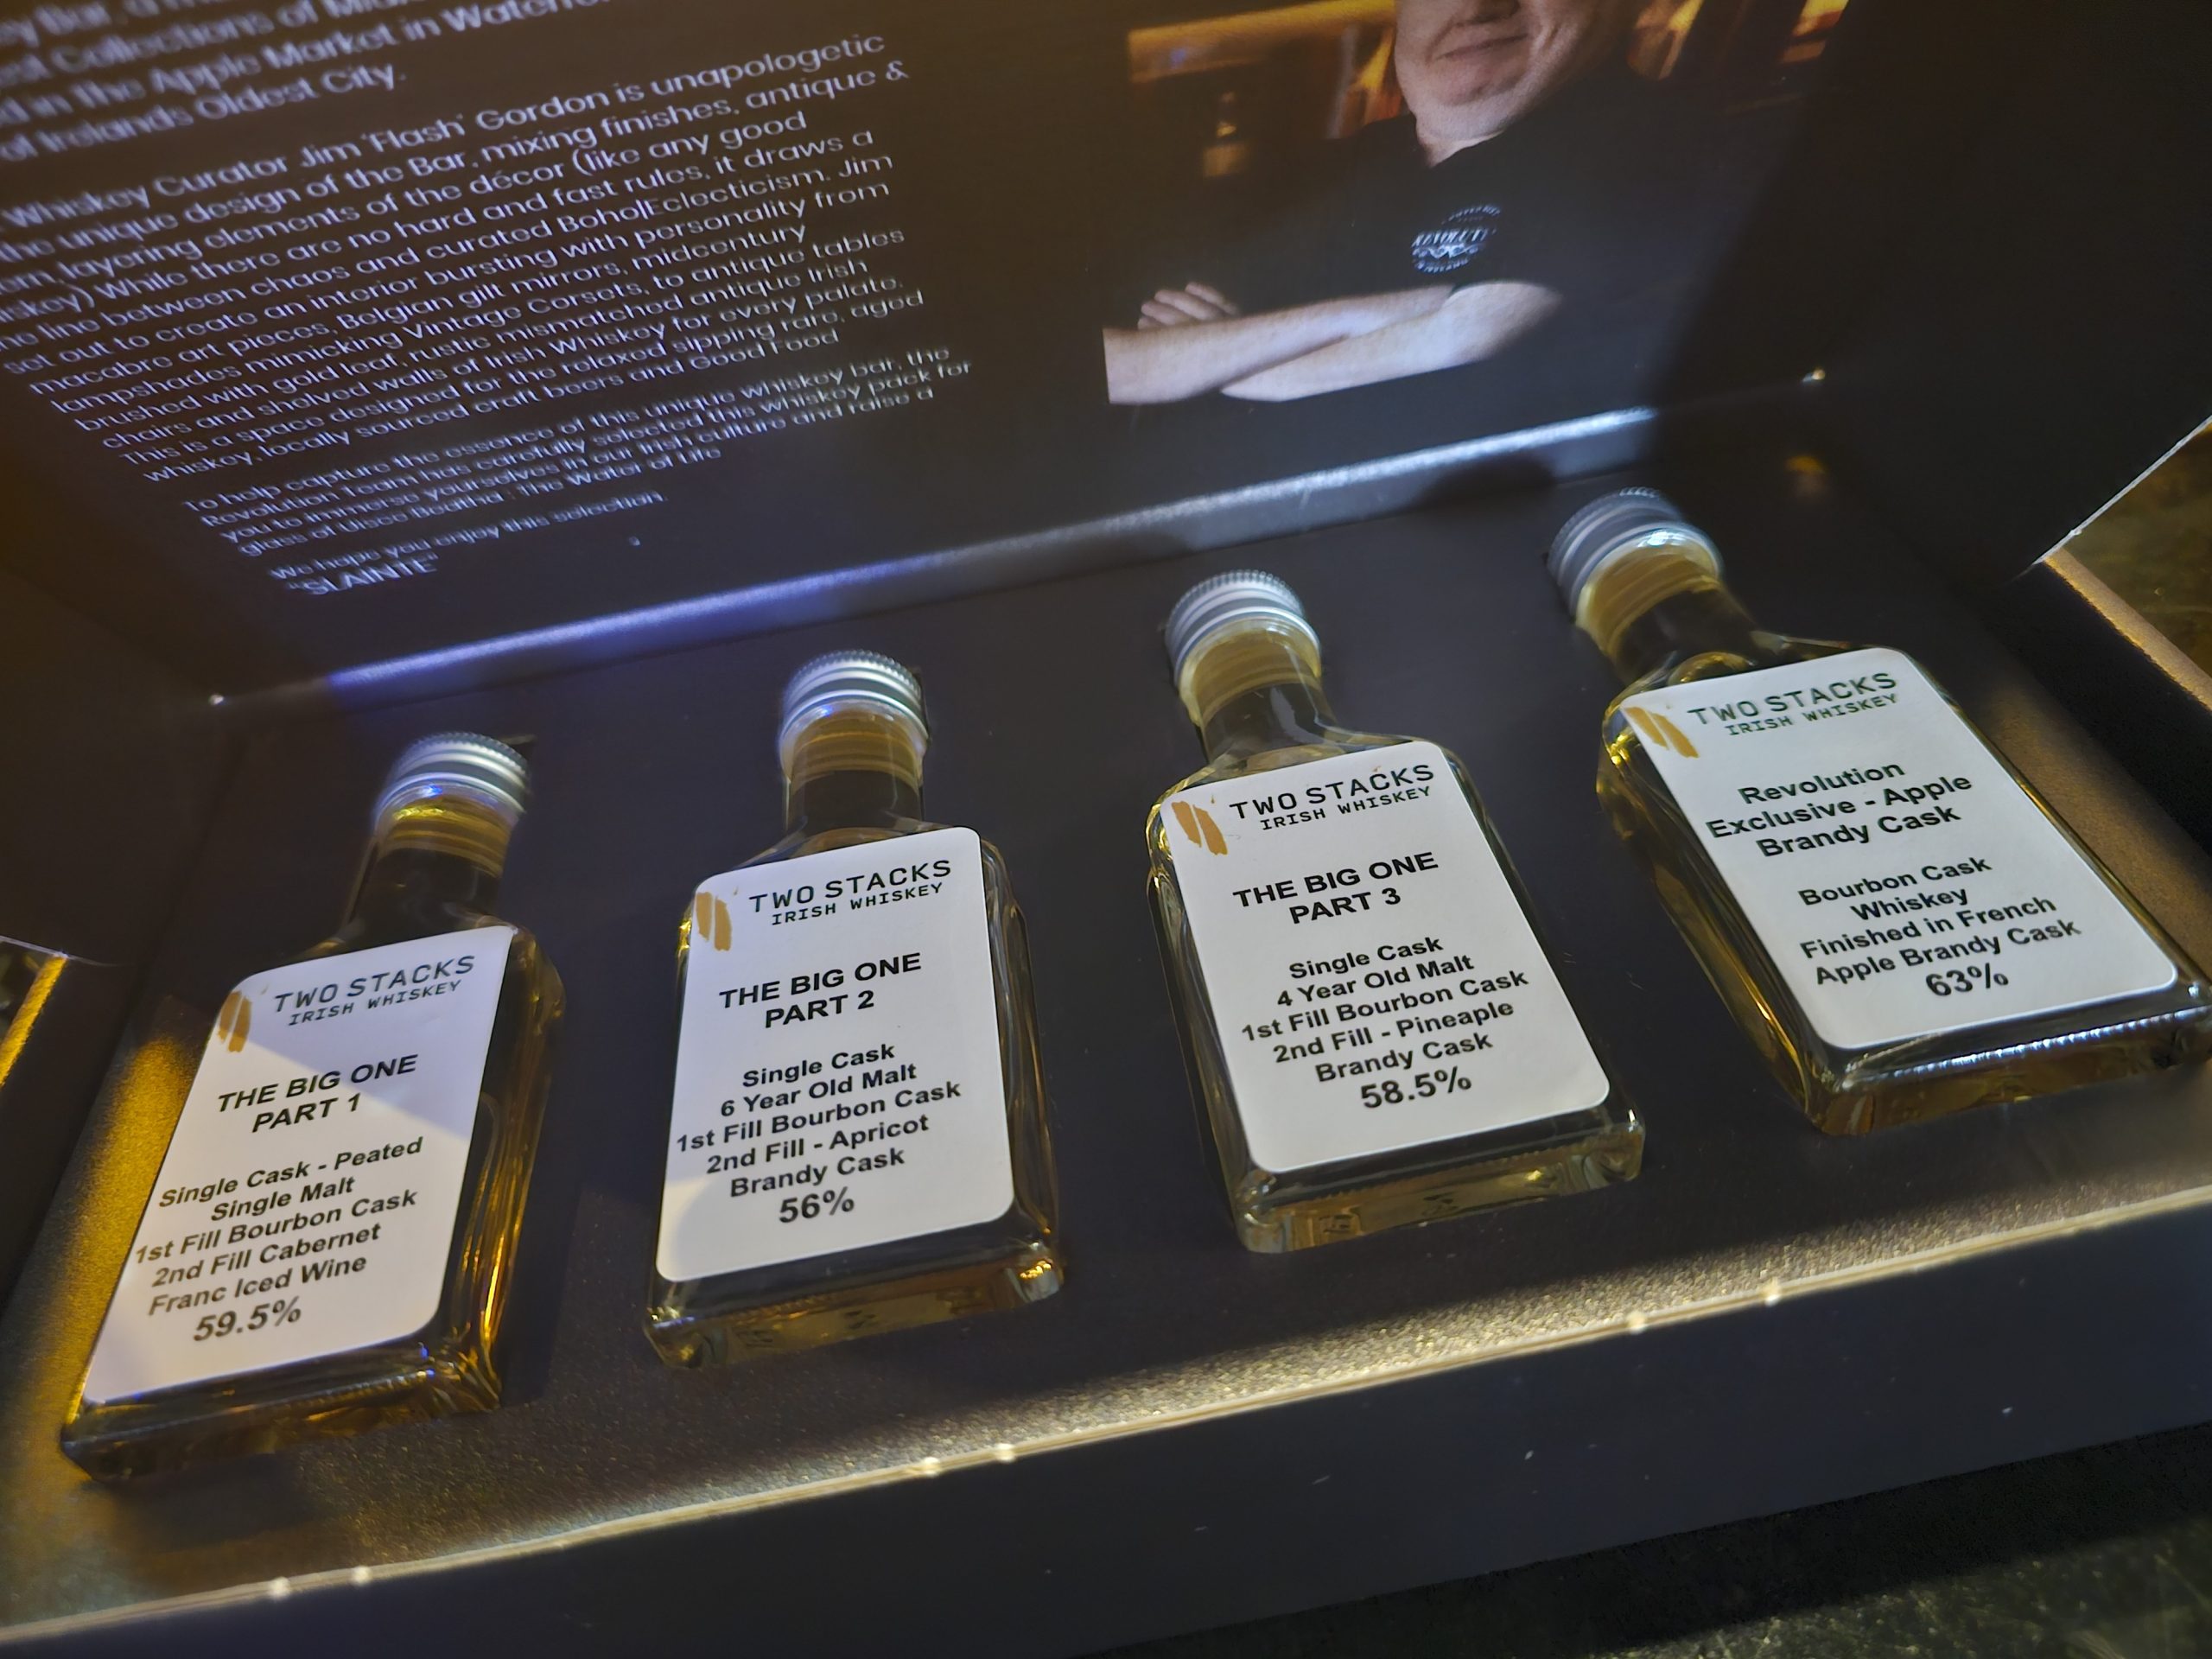 Collections of
in The Apple Market in
of Irelands Oldest City.
Whiskey Curator Jim 'Flash' Gordon is unapologetic
the unique design of the Bar, mixing finishes, antique &
layering elements of the décor (like any good
While there are no hard and fast rules, it draws a
line between chaos and curated Boho|Eclecticism. Jim
set out to create an interior bursting with personality from
macabre art pieces, Belgian gilt mirrors, midcentury
lampshades mimicking Vintage Corsets, to antique tables
brushed with gold leaf, rustic mismatched antique Irish
chairs and shelved walls of Irish Whiskey for every palate.
This is a space designed for the relaxed sipping rare, aged
whiskey, locally sourced craft beers and Good Food
To help capture the essence of this unique whiskey bar, the
Revolution Team has carefully selected this whiskey pack for
you to immerse yourselves in our Irish culture and raise a
glass of Uisce Beatha : The Water of Life
We hope you enjoy this selection.
"SLAINTE"
REVOLUTI
TWO STACKS
IRISH WHISKEY
THE BIG ONE
PART 1
Single Cask - Peated
Single Malt
1st Fill Bourbon Cask
2nd Fill Cabernet
Franc Iced Wine
59.5%
TWO STACKS
IRISH WHISKEY
THE BIG ONE
PART 2
Single Cask
6 Year Old Malt
1st Fill Bourbon Cask
2nd Fill - Apricot
Brandy Cask
56%
TWO STACKS
IRISH WHISKEY
THE BIG ONE
PART 3
Single Cask
4 Year Old Malt
1st Fill Bourbon Cask
2nd Fill - Pineaple
Brandy Cask
58.5%
TWO STACKS
IRISH WHISKEY
Revolution
Exclusive - Apple
Brandy Cask
Bourbon Cask
Whiskey
Finished in French
Apple Brandy Cask
63%